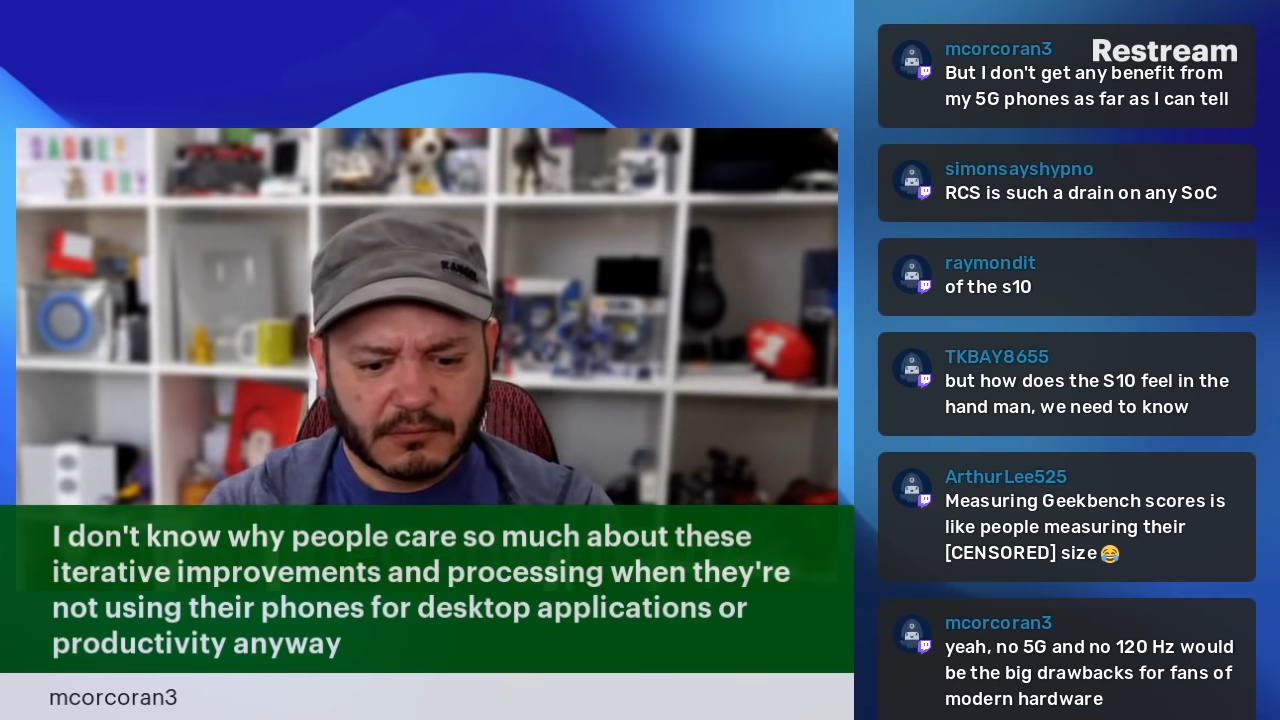 GADGET
GUY
KANGOL
I don't know why people care so much about these
iterative improvements and processing when they're
not using their phones for desktop applications or
productivity anyway
mcorcoran3
Restream
mcorcoran3
But I don't get any benefit from
my 5G phones as far as I can tell
simonsayshypno
RCS is such a drain on any SoC
raymondit
of the s10
TKBAY8655
but how does the S10 feel in the
hand man, we need to know
ArthurLee525
Measuring Geekbench scores is
like people measuring their
[CENSORED] size 😂
mcorcoran3
yeah, no 5G and no 120 Hz would
be the big drawbacks for fans of
modern hardware